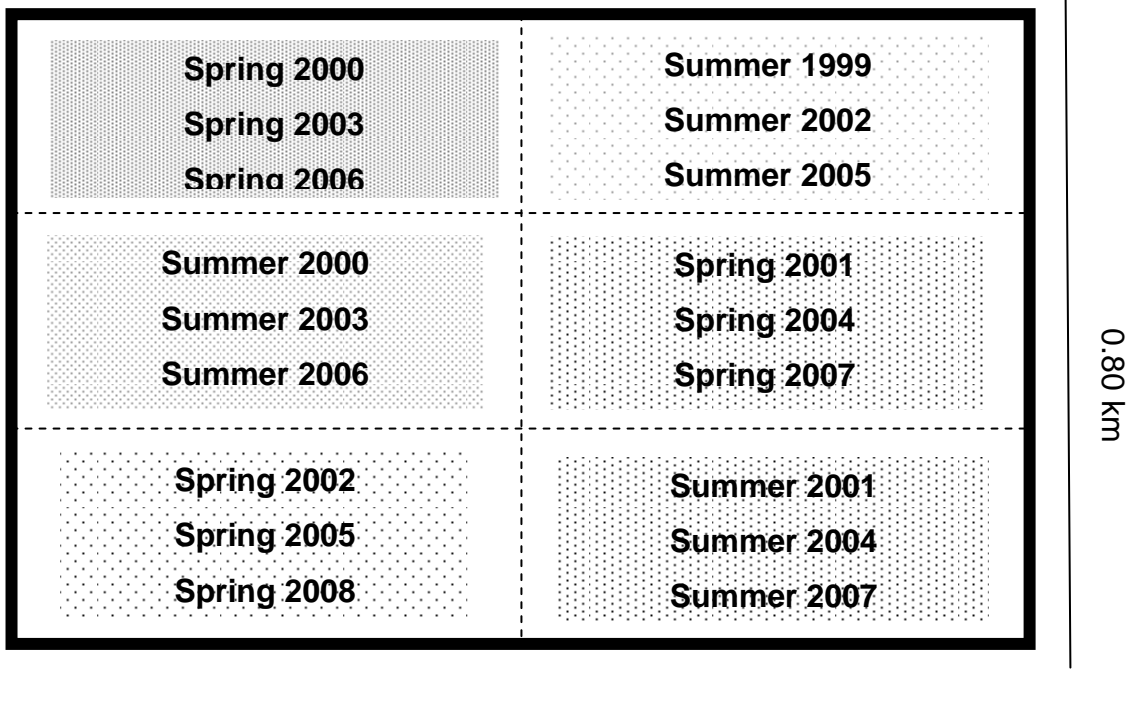 Spring 2000
Spring 2003
Spring 2006
Summer 1999
Summer 2002
Summer 2005
Summer 2000
Summer 2003
Summer 2006
Spring 2001
Spring 2004
Spring 2007
Spring 2002
Spring 2005
Spring 2008
Summer 2001
Summer 2004
Summer 2007
0.80 km